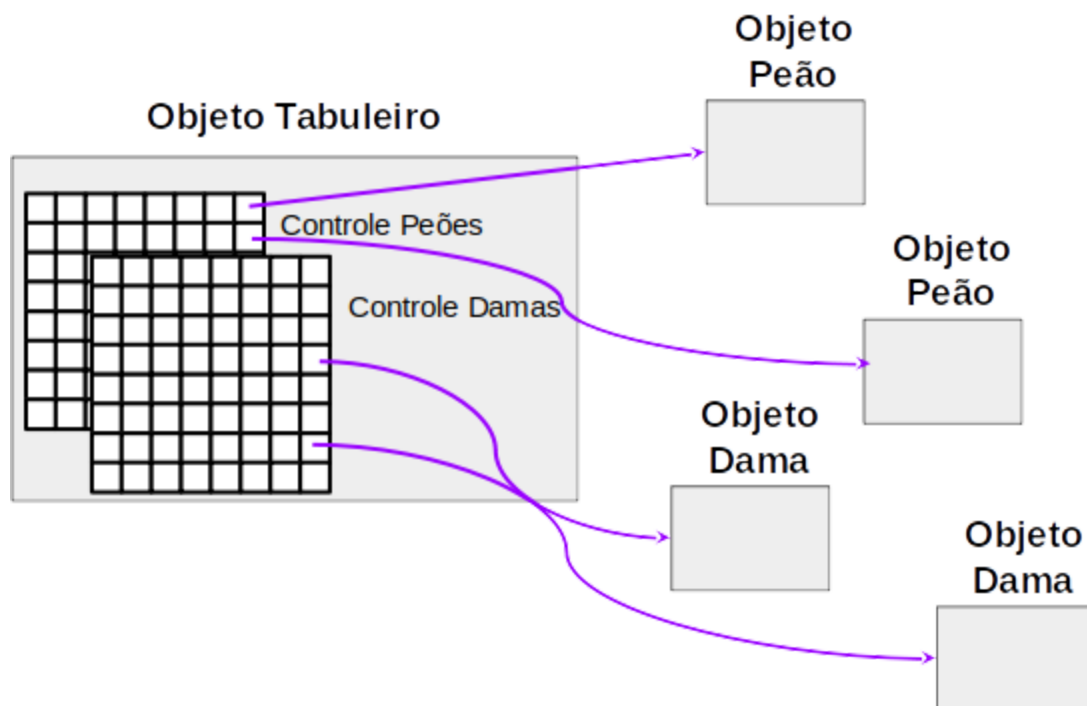 Objeto
Peão
Objeto Tabuleiro
Controle Peões
Objeto
Peão
Controle Damas
Objeto
Dama
Objeto
Dama